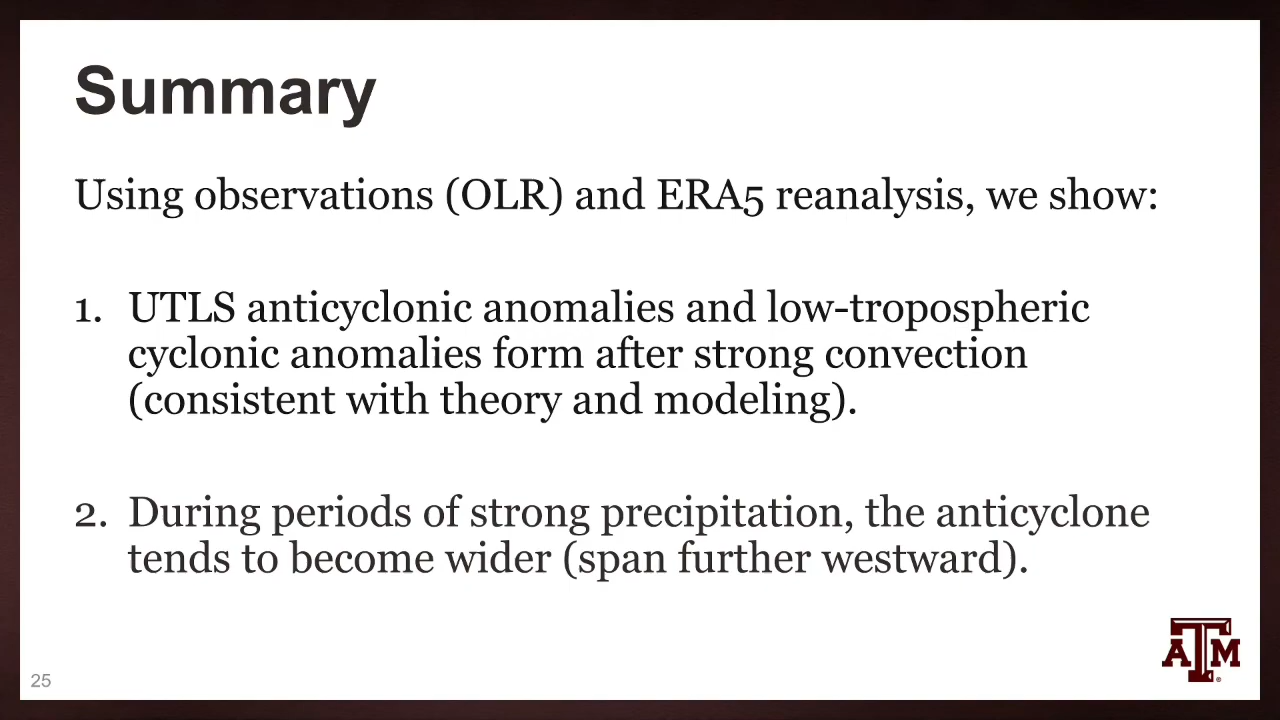 Summary
Using observations (OLR) and ERA5 reanalysis, we show:
1. UTLS anticyclonic anomalies and low-tropospheric
cyclonic anomalies form after strong convection
(consistent with theory and modeling).
2. During periods of strong precipitation, the anticyclone
tends to become wider (span further westward).
25
ATM
®